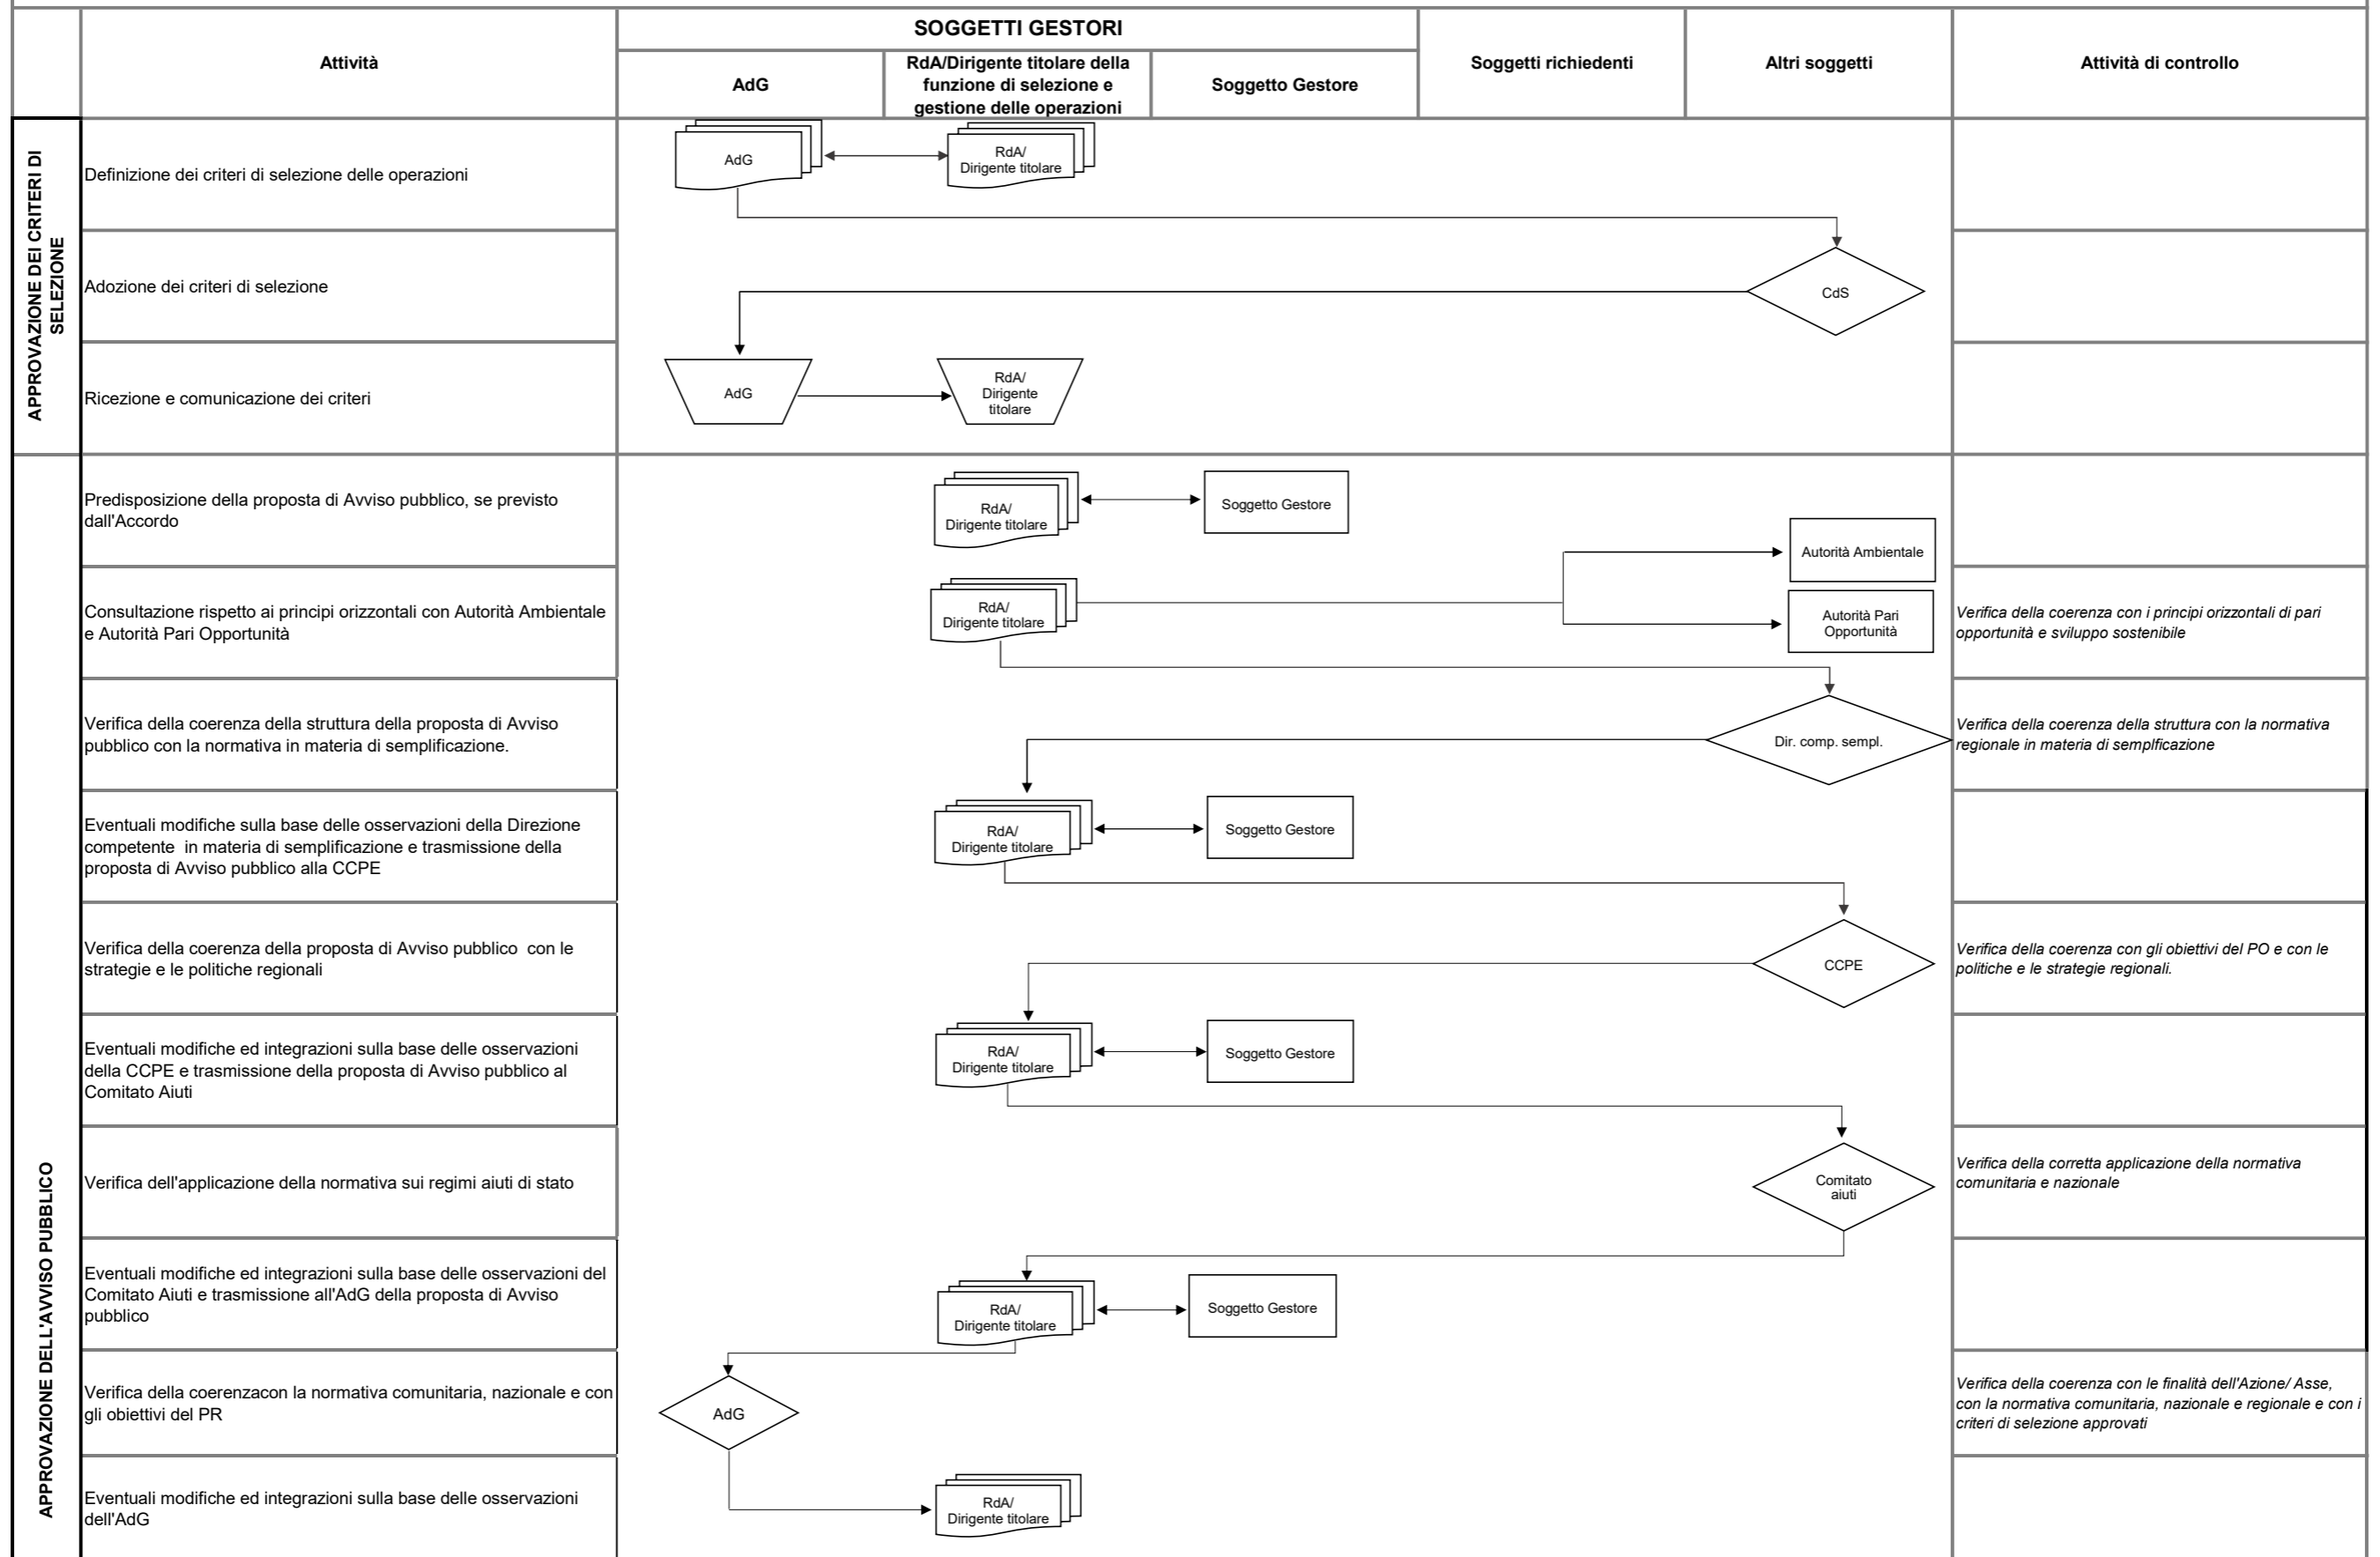 SOGGETTI GESTORI
Attività
AdG
RdA/Dirigente titolare della
funzione di selezione e
gestione delle operazioni
Soggetto Gestore
Soggetti richiedenti
Altri soggetti
Attività di controllo
APPROVAZIONE DEI CRITERI DI
SELEZIONE
Definizione dei criteri di selezione delle operazioni
AdG
RdA/
Dirigente titolare
Adozione dei criteri di selezione
CdS
Ricezione e comunicazione dei criteri
AdG
RdA/
Dirigente
titolare
APPROVAZIONE DELL'AVVISO PUBBLICO
Predisposizione della proposta di Avviso pubblico, se previsto
dall'Accordo
RdA/
Dirigente titolare
Soggetto Gestore
Autorità Ambientale
Consultazione rispetto ai principi orizzontali con Autorità Ambientale
e Autorità Pari Opportunità
RdA/
Dirigente titolare
Autorità Pari
Opportunità
Verifica della coerenza con i principi orizzontali di pari
opportunità e sviluppo sostenibile
Verifica della coerenza della struttura della proposta di Avviso
pubblico con la normativa in materia di semplificazione.
Dir. comp. sempl.
Verifica della coerenza della struttura con la normativa
regionale in materia di semplficazione
Eventuali modifiche sulla base delle osservazioni della Direzione
competente  in materia di semplificazione e trasmissione della
proposta di Avviso pubblico alla CCPE
RdA/
Dirigente titolare
Soggetto Gestore
Verifica della coerenza della proposta di Avviso pubblico  con le
strategie e le politiche regionali
CCPE
Verifica della coerenza con gli obiettivi del PO e con le
politiche e le strategie regionali.
Eventuali modifiche ed integrazioni sulla base delle osservazioni
della CCPE e trasmissione della proposta di Avviso pubblico al
Comitato Aiuti
RdA/
Dirigente titolare
Soggetto Gestore
Verifica dell'applicazione della normativa sui regimi aiuti di stato
Comitato
aiuti
Verifica della corretta applicazione della normativa
comunitaria e nazionale
Eventuali modifiche ed integrazioni sulla base delle osservazioni del
Comitato Aiuti e trasmissione all'AdG della proposta di Avviso
pubblico
RdA/
Dirigente titolare
Soggetto Gestore
Verifica della coerenzacon la normativa comunitaria, nazionale e con
gli obiettivi del PR
AdG
Verifica della coerenza con le finalità dell'Azione/ Asse,
con la normativa comunitaria, nazionale e regionale e con i
criteri di selezione approvati
Eventuali modifiche ed integrazioni sulla base delle osservazioni
dell'AdG
RdA/
Dirigente titolare